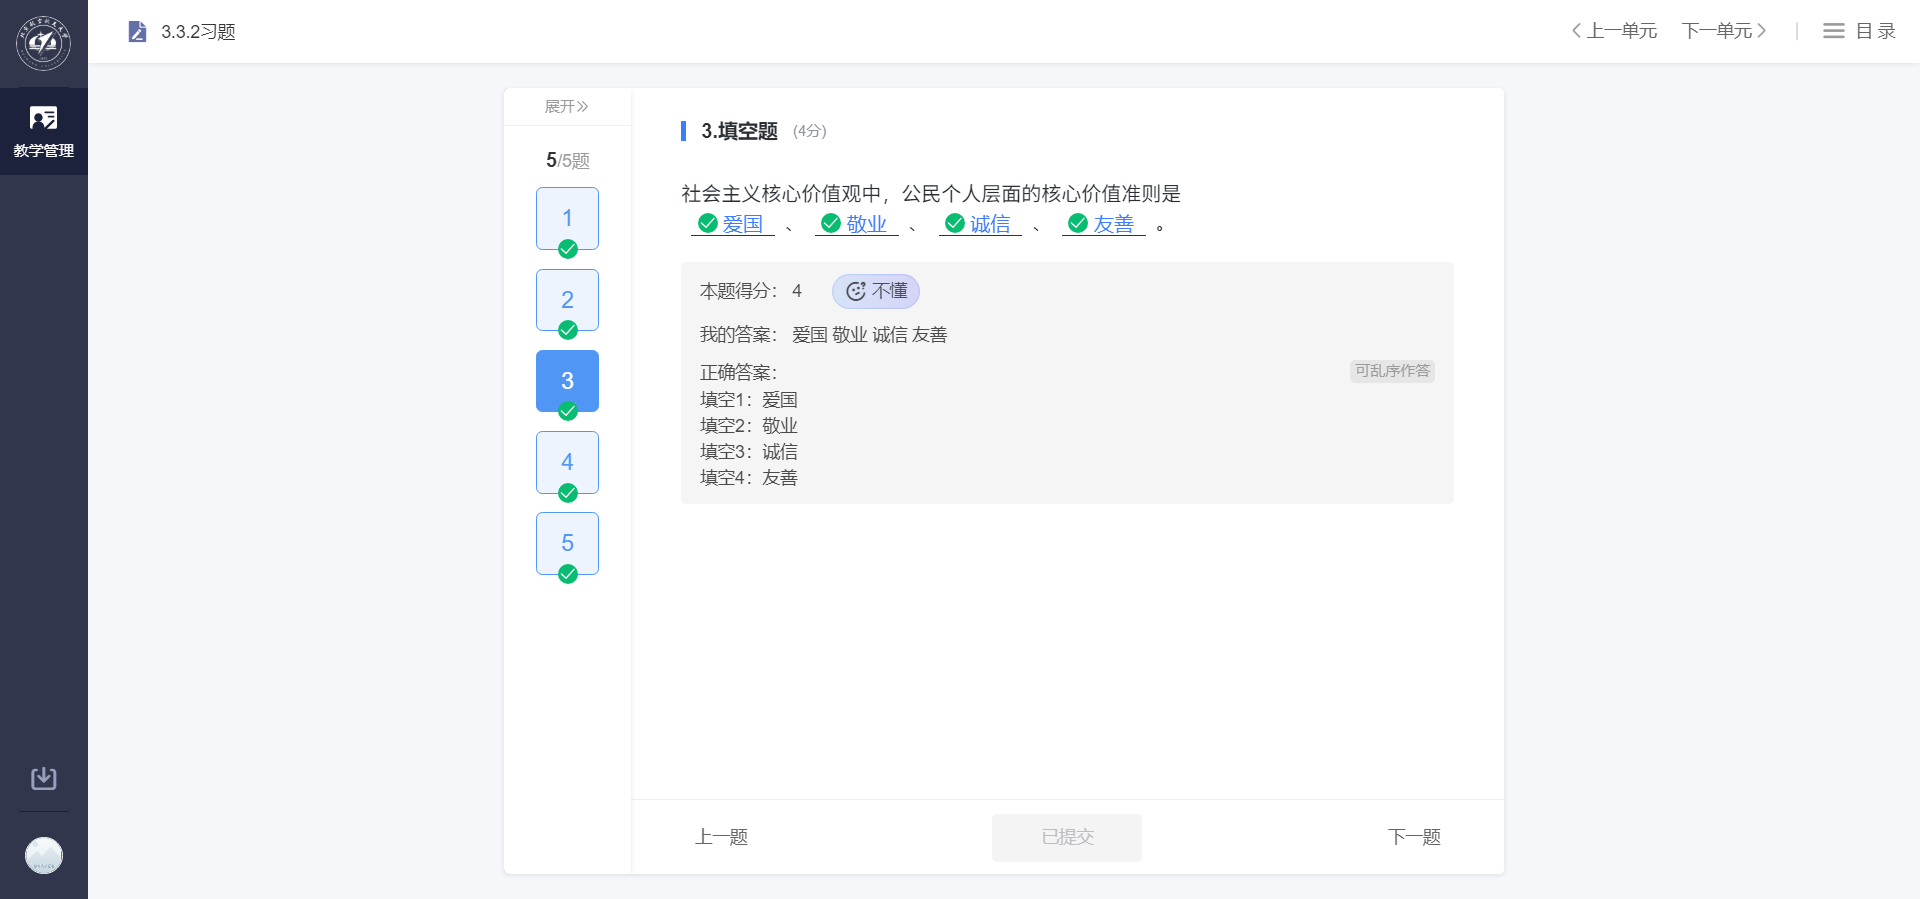 3.3.2习题
上一单元 下一单元 | 目录
教学管理
展开
5/5题
1
2
3
4
5
3.填空题 (4分)
社会主义核心价值观中，公民个人层面的核心价值准则是
爱国 、 敬业 、 诚信 、 友善 。
本题得分： 4 不懂
我的答案： 爱国 敬业 诚信 友善
正确答案： 可乱序作答
填空1：爱国
填空2：敬业
填空3：诚信
填空4：友善
上一题 已提交 下一题